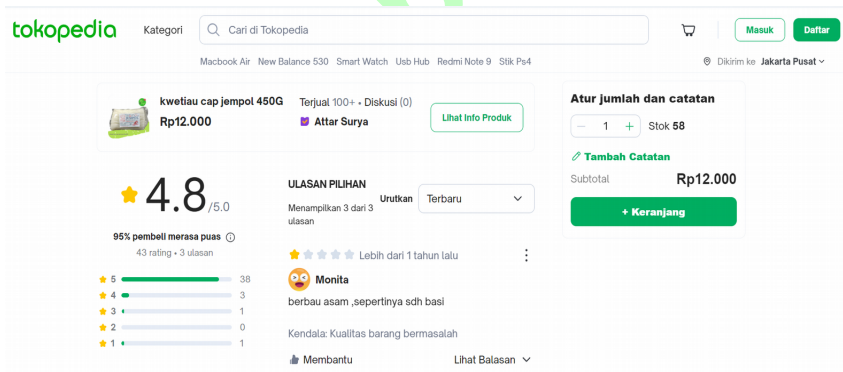 tokopedia Kategori Cari di Tokopedia Masuk Daftar
Macbook Air New Balance 530 Smart Watch Usb Hub Redmi Note 9 Stik Ps4 Dikirim ke Jakarta Pusat
kwetiau cap jempol 450G
Rp12.000
Terjual 100+ • Diskusi (0)
Attar Surya
Lihat Info Produk
4.8/5.0
95% pembeli merasa puas
43 rating • 3 ulasan
5 38
4 3
3 1
2 0
1 1
ULASAN PILIHAN
Menampilkan 3 dari 3
ulasan
Urutkan Terbaru
Lebih dari 1 tahun lalu
Monita
berbau asam ,sepertinya sdh basi
Kendala: Kualitas barang bermasalah
Membantu Lihat Balasan
Atur jumlah dan catatan
1 + Stok 58
Tambah Catatan
Subtotal Rp12.000
+ Keranjang